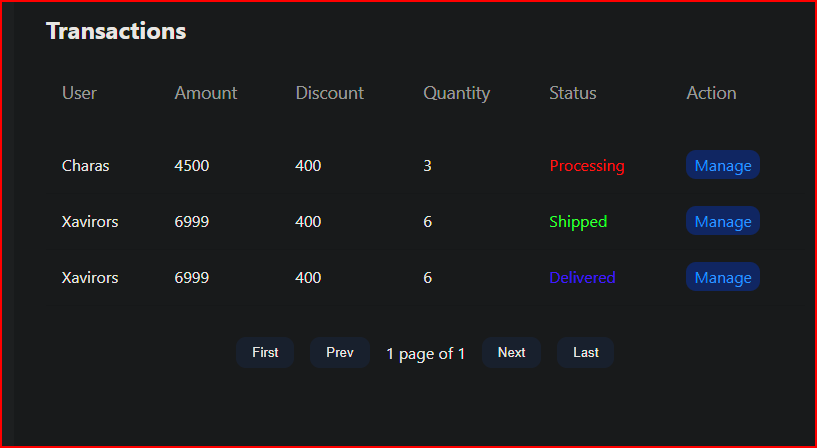 Transactions
User Amount Discount Quantity Status Action
Charas 4500 400 3 Processing Manage
Xavirors 6999 400 6 Shipped Manage
Xavirors 6999 400 6 Delivered Manage
First Prev 1 page of 1 Next Last